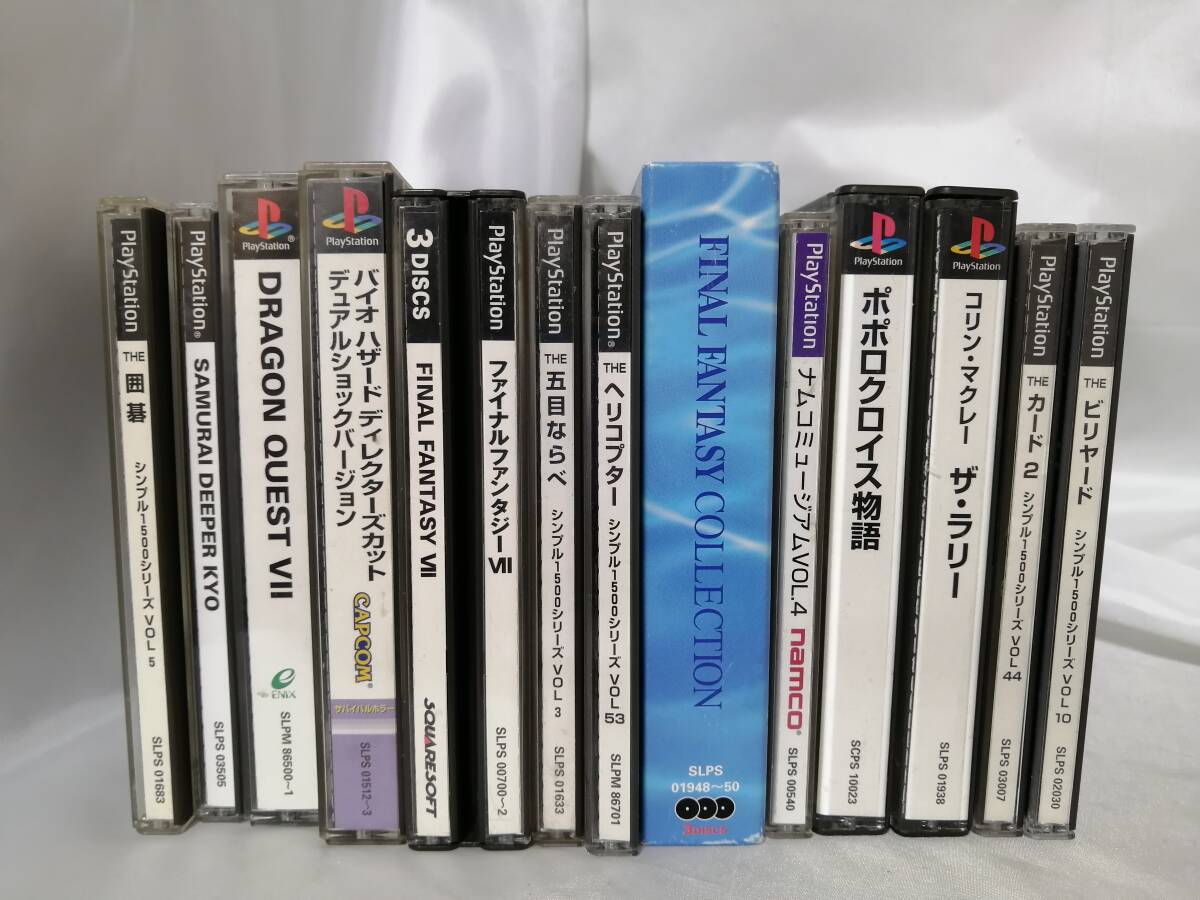 PlayStation
THE 囲碁 シンプル1500シリーズ VOL 5
SLPS 01683
PlayStation®
SAMURAI DEEPER KYO
SLPS 03505
PlayStation®
DRAGON QUEST VII
ENIX
SLPM 86500~1
PlayStation
バイオ ハザード ディレクターズカット
デュアルショックバージョン
CAPCOM®
サバイバルホラー
SLPS 01512~3
3 DISCS
FINAL FANTASY VII
SQUARESOFT
PlayStation
ファイナルファンタジーVII
SLPS 00700~2
PlayStation
THE 五目ならべ シンプル1500シリーズ VOL 3
SLPS 01633
PlayStation®
THE ヘリコプター シンプル1500シリーズ VOL 53
SLPM 86701
FINAL FANTASY COLLECTION
SLPS
01948~50
3DISCS
PlayStation
ナムコミュージアムVOL.4
namco®
SLPS 00540
PlayStation
ポポロクロイス物語
SCPS 10023
PlayStation
コリン・マクレー ザ・ラリー
SLPS 01938
PlayStation
THE カード2 シンプル1500シリーズ VOL 44
SLPS 03007
PlayStation
THE ビリヤード シンプル1500シリーズ VOL 10
SLPS 02030